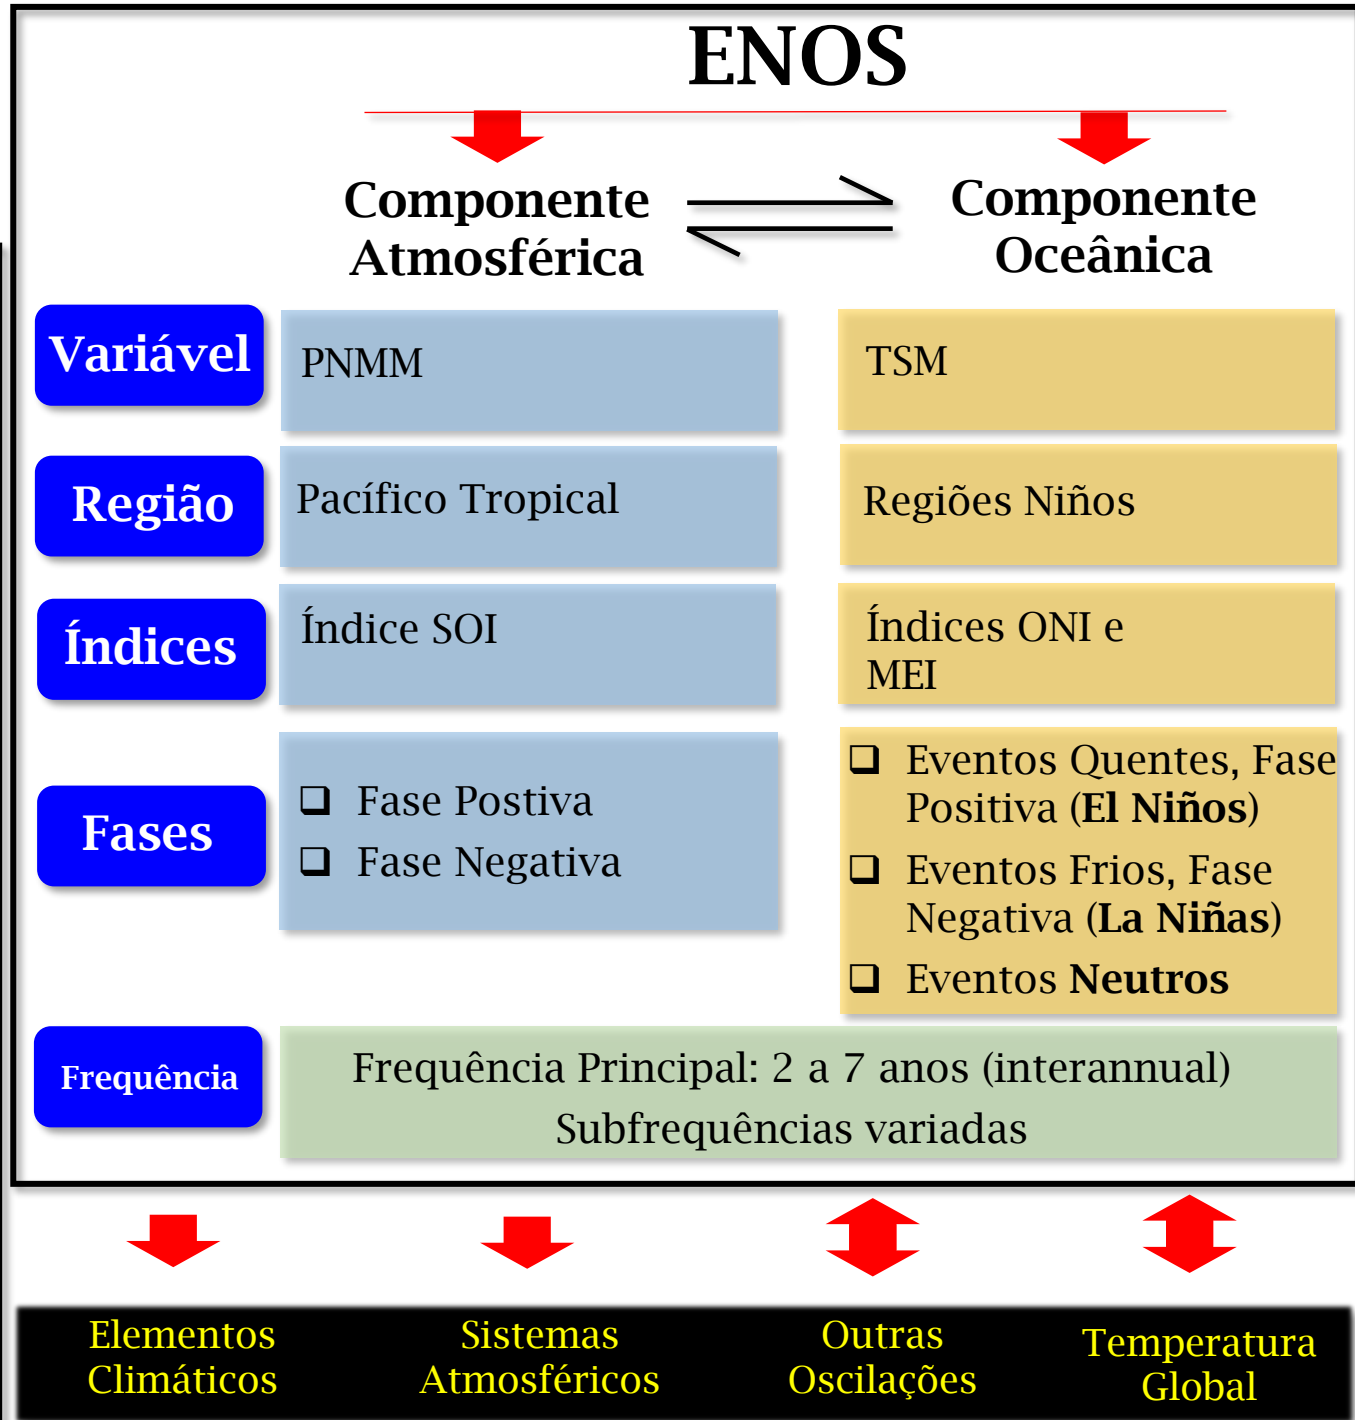 ENOS
Componente
Atmosférica
Componente
Oceânica
Variável
PNMM
TSM
Região
Pacífico Tropical
Regiões Niños
Índices
Índice SOI
Índices ONI e
MEI
Fases
Fase Postiva
Fase Negativa
Eventos Quentes, Fase
Positiva (El Niños)
Eventos Frios, Fase
Negativa (La Niñas)
Eventos Neutros
Frequência
Frequência Principal: 2 a 7 anos (interannual)
Subfrequências variadas
Elementos
Climáticos
Sistemas
Atmosféricos
Outras
Oscilações
Temperatura
Global